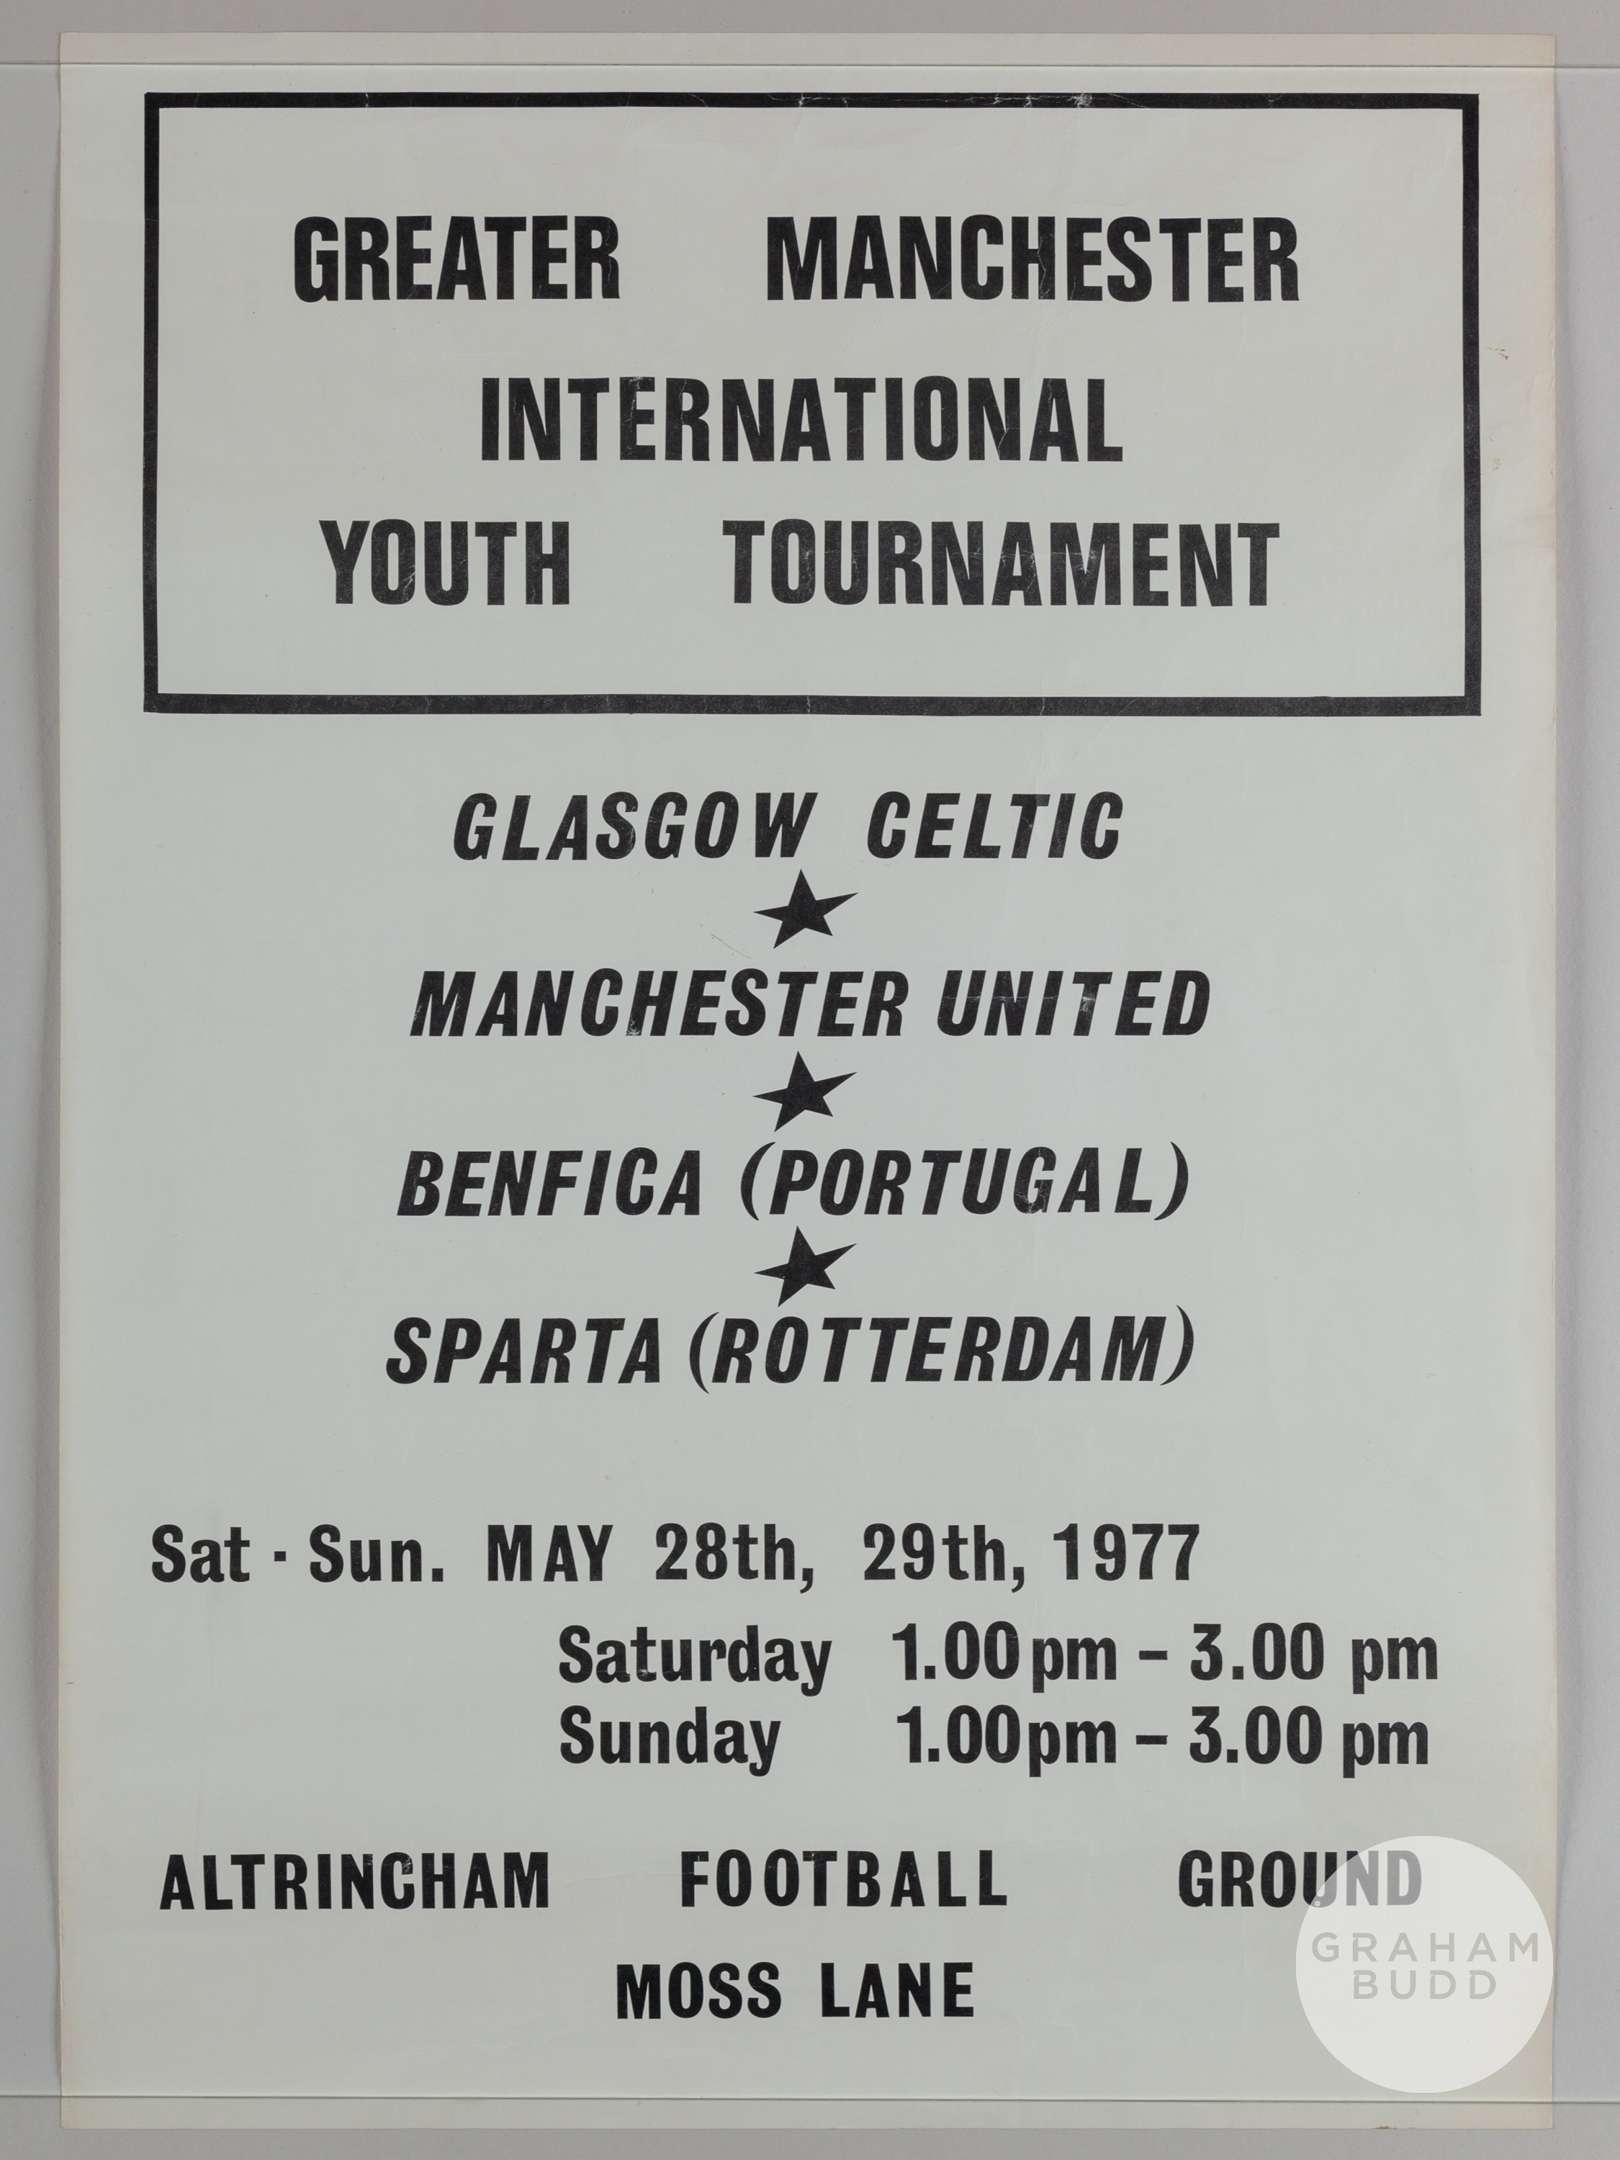 GREATER MANCHESTER
INTERNATIONAL
YOUTH TOURNAMENT
GLASGOW CELTIC
MANCHESTER UNITED
BENFICA (PORTUGAL)
SPARTA (ROTTERDAM)
Sat - Sun. MAY 28th, 29th, 1977
Saturday 1.00pm - 3.00 pm
Sunday 1.00pm - 3.00 pm
ALTRINCHAM FOOTBALL GROUND
MOSS LANE
GRAHAM
BUDD